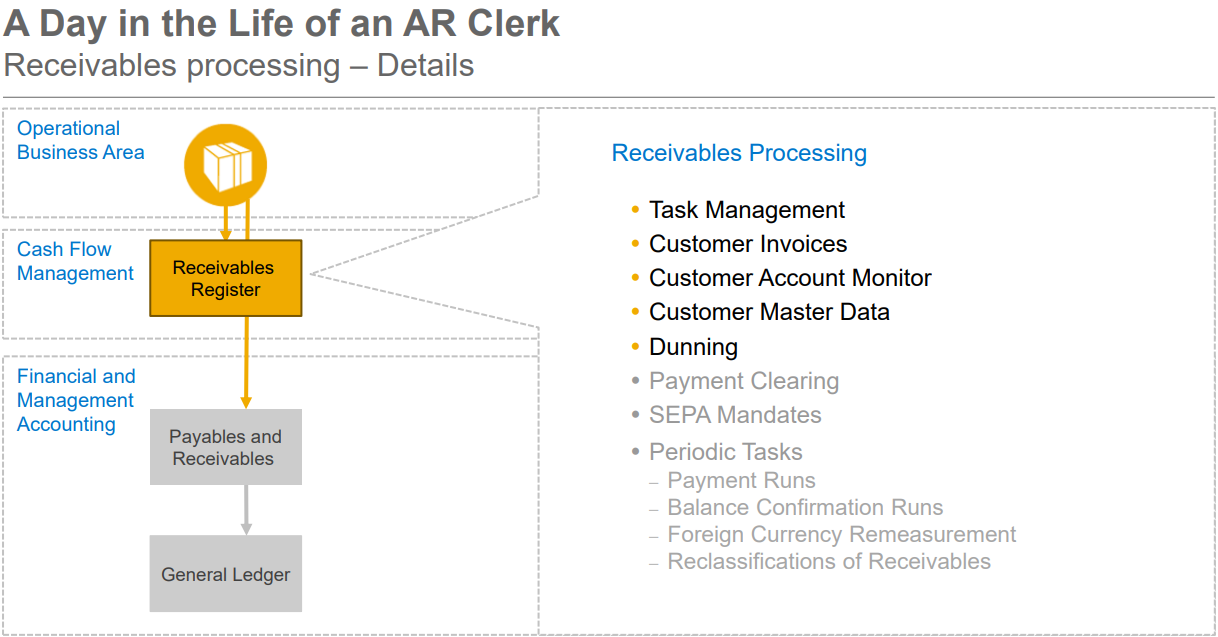 A Day in the Life of an AR Clerk
Receivables processing – Details
Operational
Business Area
Cash Flow
Management
Receivables
Register
Financial and
Management
Accounting
Payables and
Receivables
General Ledger
Receivables Processing
• Task Management
• Customer Invoices
• Customer Account Monitor
• Customer Master Data
• Dunning
• Payment Clearing
• SEPA Mandates
• Periodic Tasks
– Payment Runs
– Balance Confirmation Runs
– Foreign Currency Remeasurement
– Reclassifications of Receivables